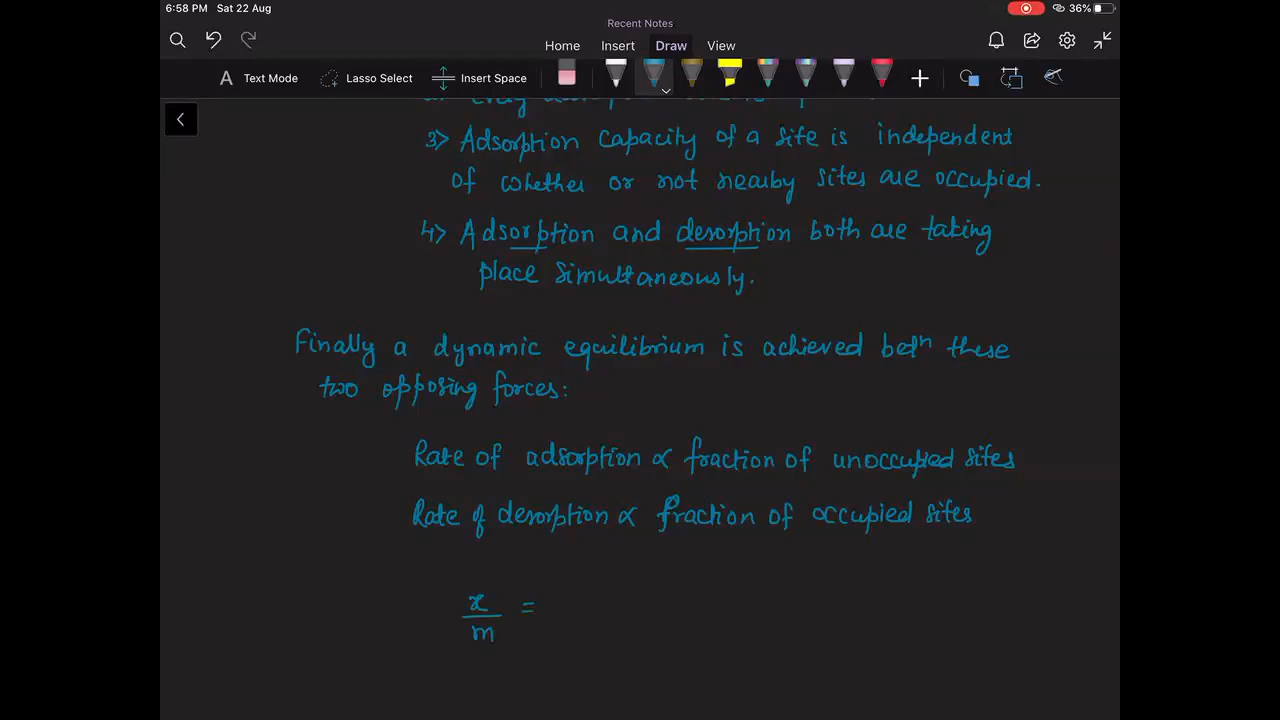 6:58 PM Sat 22 Aug
36%
Recent Notes
Home Insert Draw View
A Text Mode Lasso Select Insert Space
3> Adsorption capacity of a site is independent
of whether or not nearby sites are occupied.
4> Adsorption and desorption both are taking
place simultaneously.
Finally a dynamic equilibrium is achieved betⁿ these
two opposing forces:
Rate of adsorption ∝ fraction of unoccupied sites
Rate of desorption ∝ fraction of occupied sites
x/m =